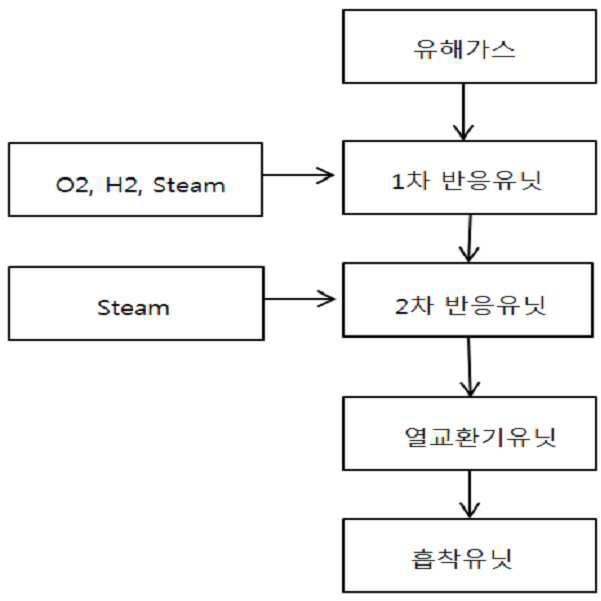 유해가스
O2, H2, Steam
1차 반응유닛
Steam
2차 반응유닛
열교환기유닛
흡착유닛